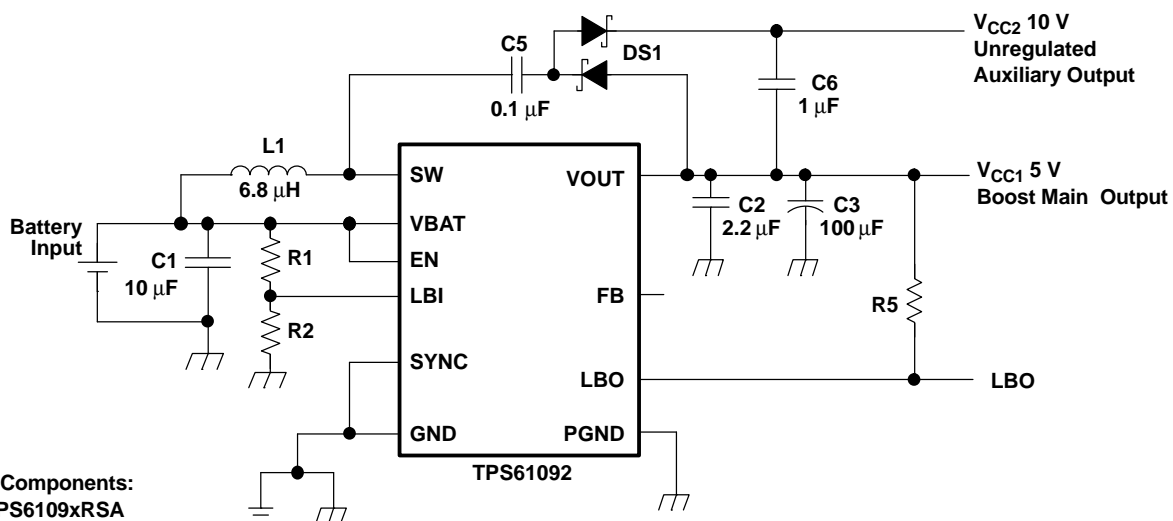 V_CC2 10 V
Unregulated
Auxiliary Output
C5
DS1
0.1 μF
C6
1 μF
L1
6.8 μH
SW
VOUT
V_CC1 5 V
Boost Main Output
Battery
Input
VBAT
C2
2.2 μF
C3
100 μF
C1
10 μF
R1
EN
LBI
FB
R5
R2
SYNC
LBO
LBO
GND
PGND
TPS61092
Components:
PS6109xRSA